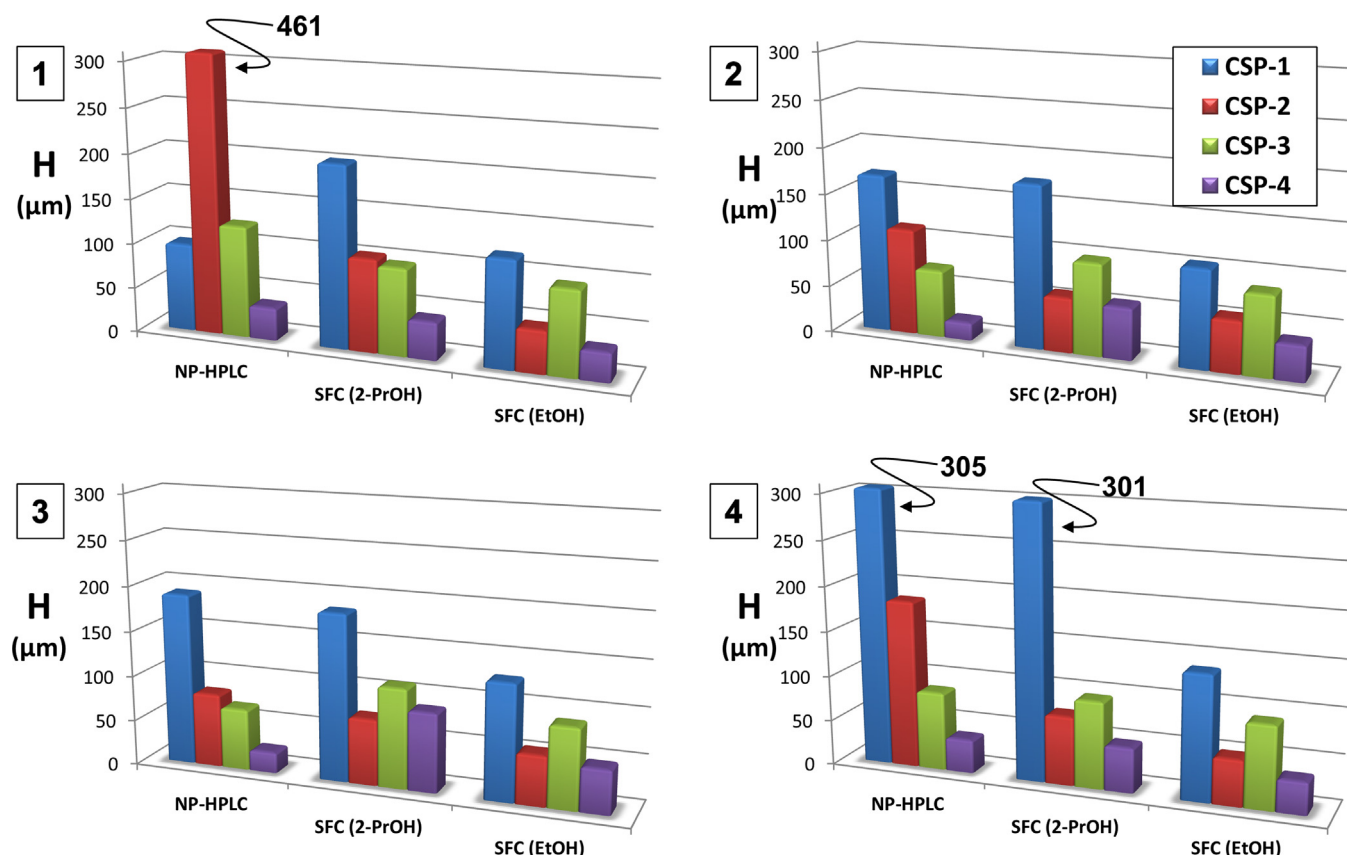 1
461
300
250
200
150
100
50
0
H
(µm)
NP-HPLC
SFC (2-PrOH)
SFC (EtOH)
2
300
250
200
150
100
50
0
H
(µm)
NP-HPLC
SFC (2-PrOH)
SFC (EtOH)
CSP-1
CSP-2
CSP-3
CSP-4
3
300
250
200
150
100
50
0
H
(µm)
NP-HPLC
SFC (2-PrOH)
SFC (EtOH)
4
305
301
300
250
200
150
100
50
0
H
(µm)
NP-HPLC
SFC (2-PrOH)
SFC (EtOH)